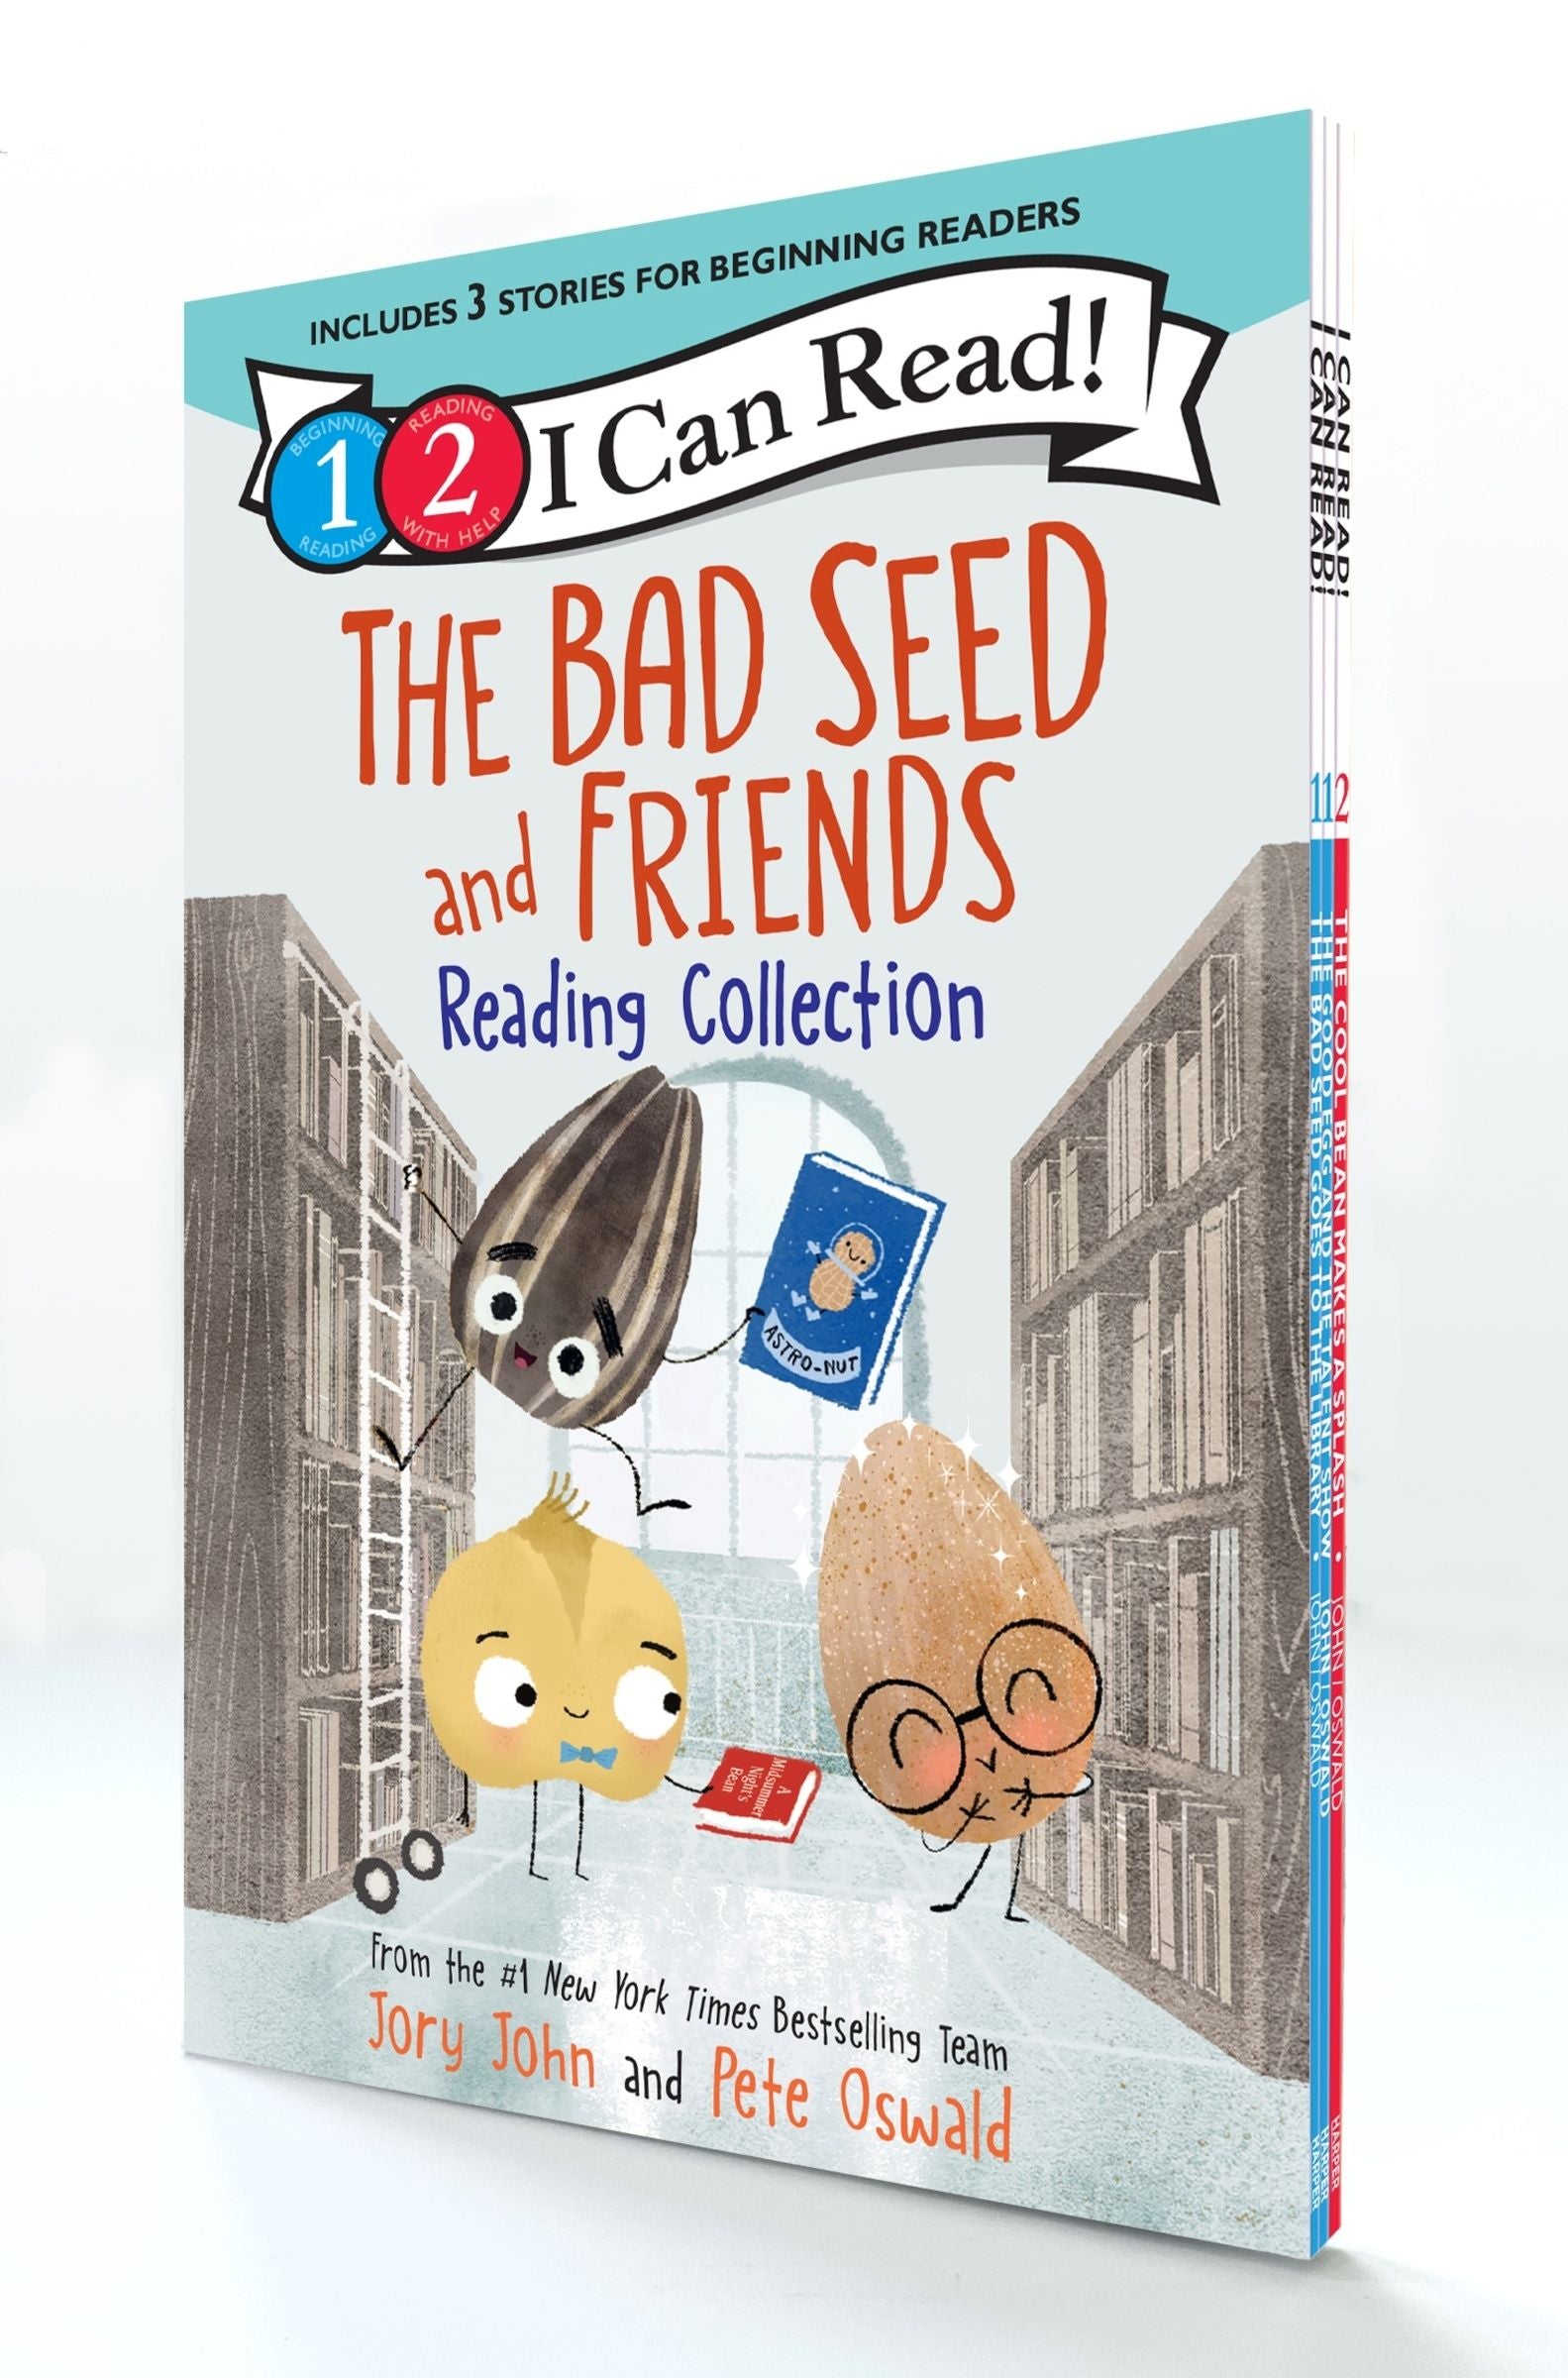 INCLUDES 3 STORIES FOR BEGINNING READERS
I Can Read!
BEGINNING
1
READING
READING
2
WITH HELP
THE BAD SEED
and FRIENDS
Reading Collection
ASTRO-NUT
A
Midsummer
Night's
Bean
From the #1 New York Times Bestselling Team
Jory John and Pete Oswald
I CAN READ! 1 THE BAD SEED GOES TO THE LIBRARY • JOHN / OSWALD HARPER
I CAN READ! 1 THE GOOD EGG AND THE TALENT SHOW • JOHN / OSWALD HARPER
I CAN READ! 2 THE COOL BEAN MAKES A SPLASH • JOHN / OSWALD HARPER